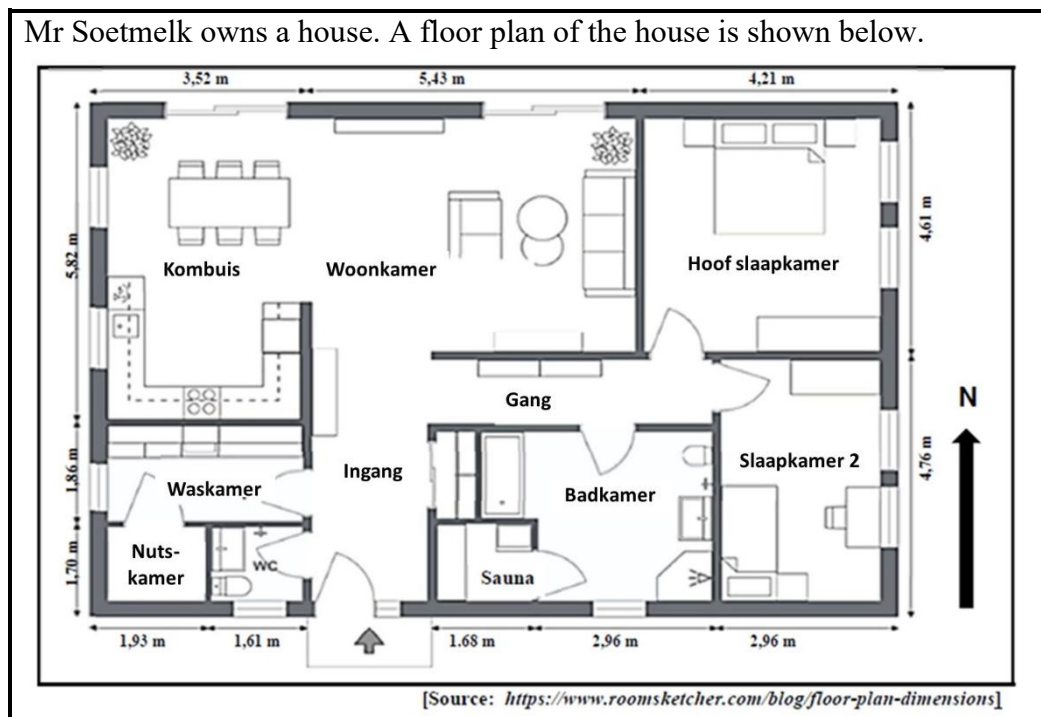 Mr Soetmelk owns a house. A floor plan of the house is shown below.
3,52 m
5,43 m
4,21 m
5,82 m
4,61 m
Kombuis
Woonkamer
Hoof slaapkamer
Gang
N
1,86 m
Waskamer
Ingang
Badkamer
Slaapkamer 2
4,76 m
1,70 m
Nuts-
kamer
WC
Sauna
1,93 m
1,61 m
1.68 m
2,96 m
2,96 m
[Source: https://www.roomsketcher.com/blog/floor-plan-dimensions]